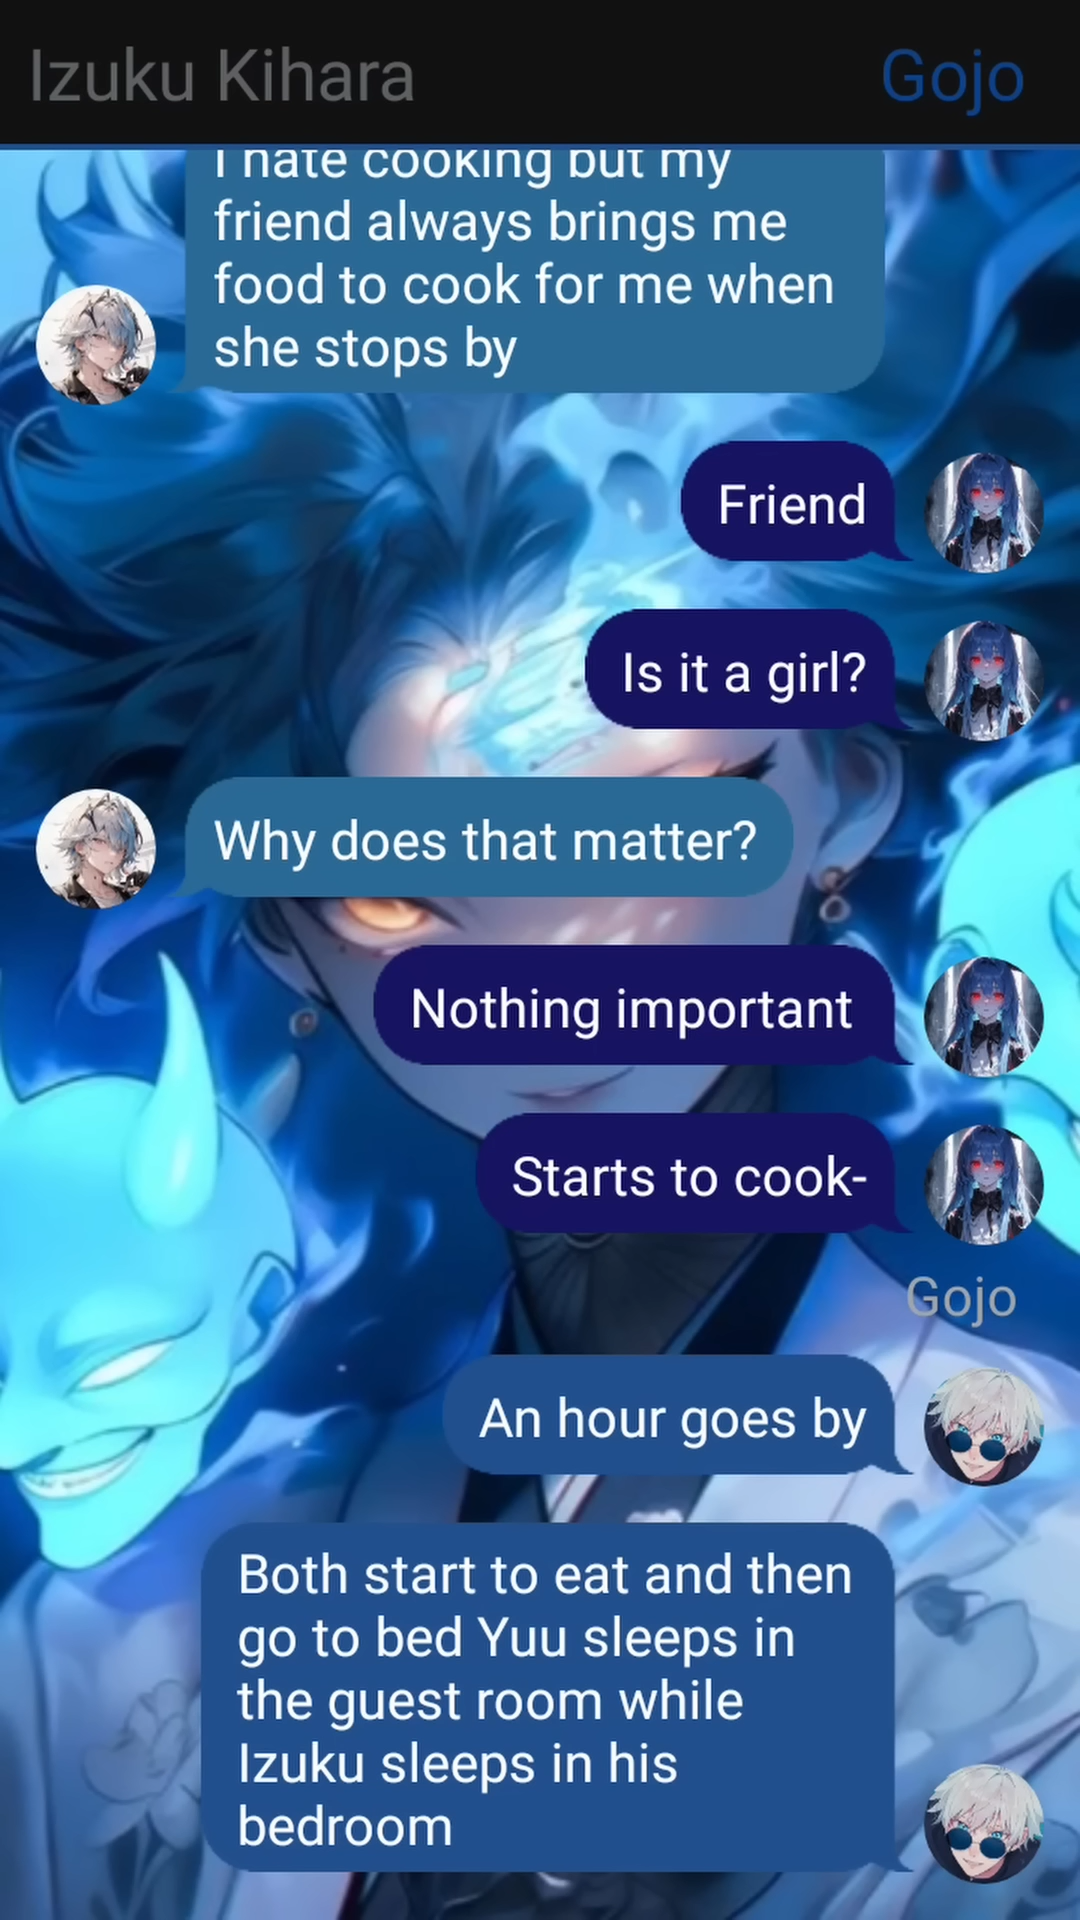 Izuku Kihara
Gojo
I hate cooking but my
friend always brings me
food to cook for me when
she stops by
Friend
Is it a girl?
Why does that matter?
Nothing important
Starts to cook-
Gojo
An hour goes by
Both start to eat and then
go to bed Yuu sleeps in
the guest room while
Izuku sleeps in his
bedroom